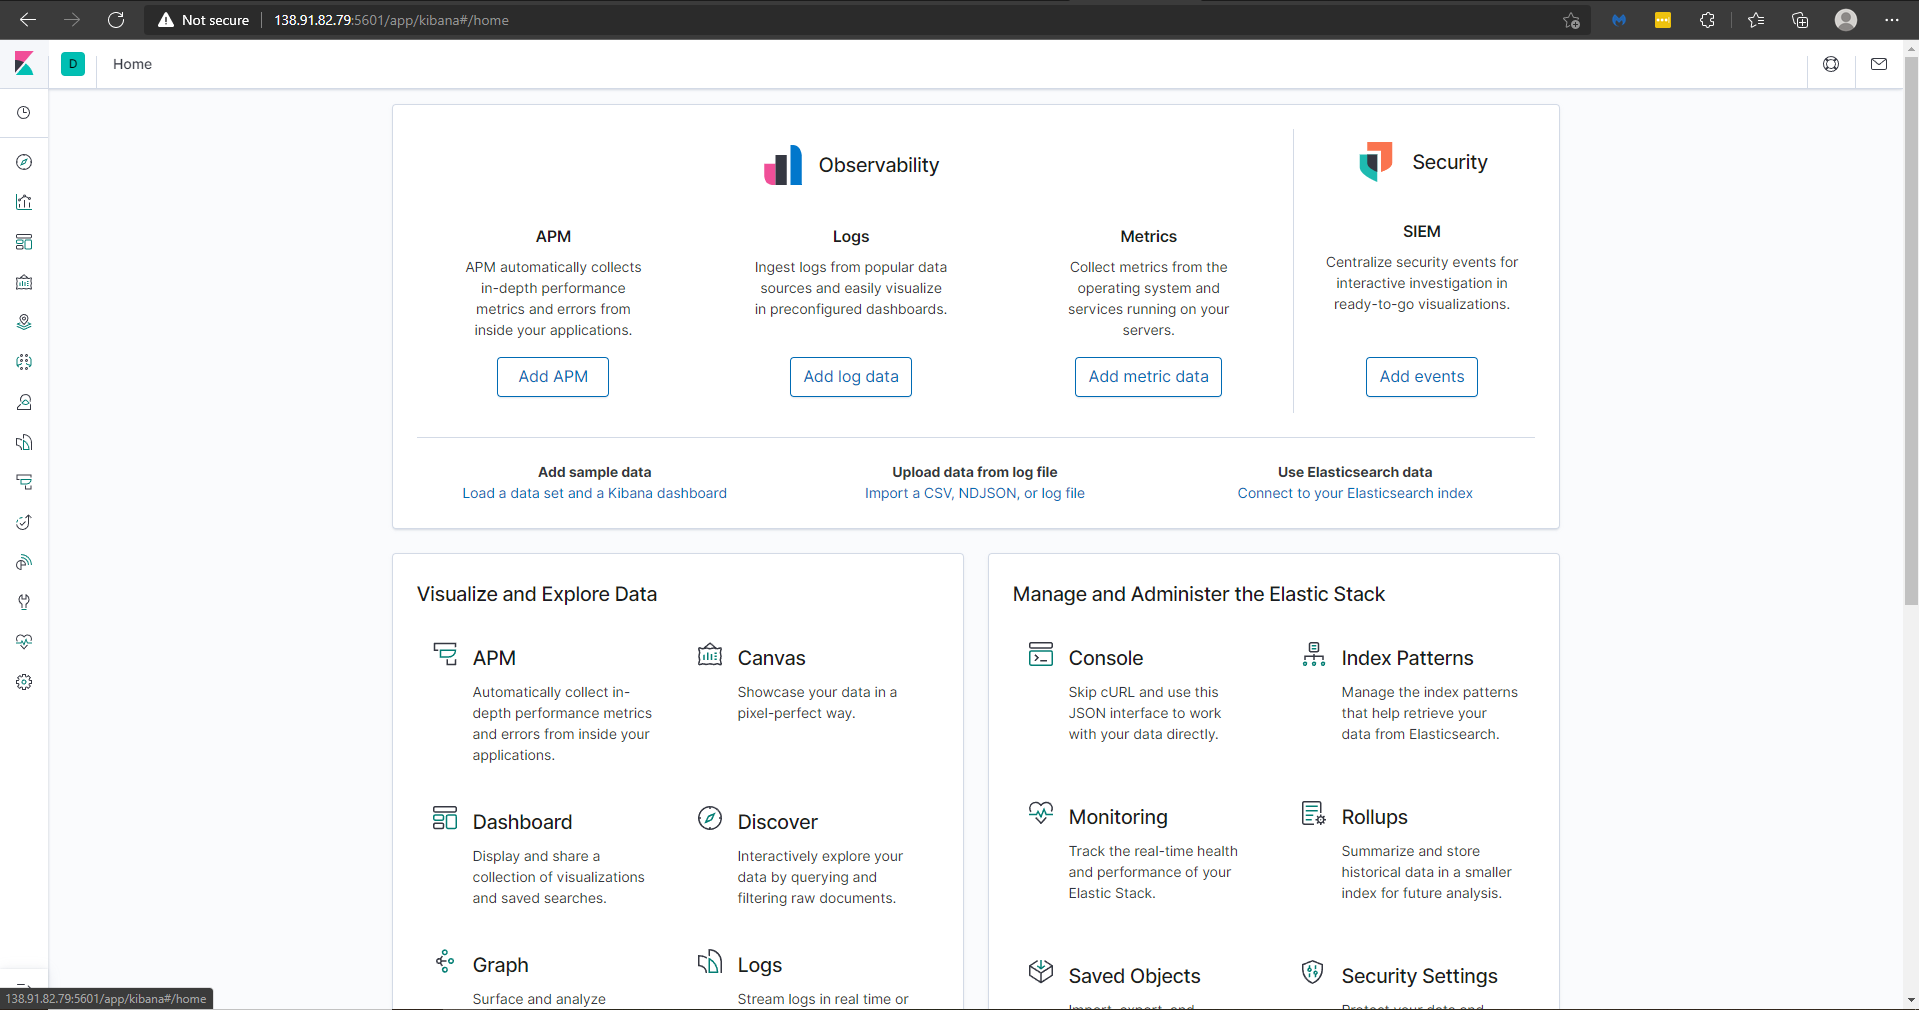 Not secure
138.91.82.79:5601/app/kibana#/home
D
Home
Observability
APM
APM automatically collects
in-depth performance
metrics and errors from
inside your applications.
Add APM
Logs
Ingest logs from popular data
sources and easily visualize
in preconfigured dashboards.
Add log data
Metrics
Collect metrics from the
operating system and
services running on your
servers.
Add metric data
Security
SIEM
Centralize security events for
interactive investigation in
ready-to-go visualizations.
Add events
Add sample data
Load a data set and a Kibana dashboard
Upload data from log file
Import a CSV, NDJSON, or log file
Use Elasticsearch data
Connect to your Elasticsearch index
Visualize and Explore Data
APM
Automatically collect in-
depth performance metrics
and errors from inside your
applications.
Canvas
Showcase your data in a
pixel-perfect way.
Dashboard
Display and share a
collection of visualizations
and saved searches.
Discover
Interactively explore your
data by querying and
filtering raw documents.
Graph
Surface and analyze
Logs
Stream logs in real time or
Manage and Administer the Elastic Stack
Console
Skip cURL and use this
JSON interface to work
with your data directly.
Index Patterns
Manage the index patterns
that help retrieve your
data from Elasticsearch.
Monitoring
Track the real-time health
and performance of your
Elastic Stack.
Rollups
Summarize and store
historical data in a smaller
index for future analysis.
Saved Objects
Import, export, and
Security Settings
Protect your data and
138.91.82.79:5601/app/kibana#/home